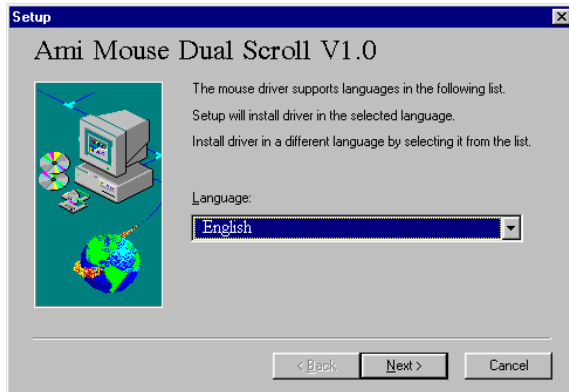 Setup
Ami Mouse Dual Scroll V1.0
The mouse driver supports languages in the following list.
Setup will install driver in the selected language.
Install driver in a different language by selecting it from the list.
Language:
English
< Back
Next >
Cancel